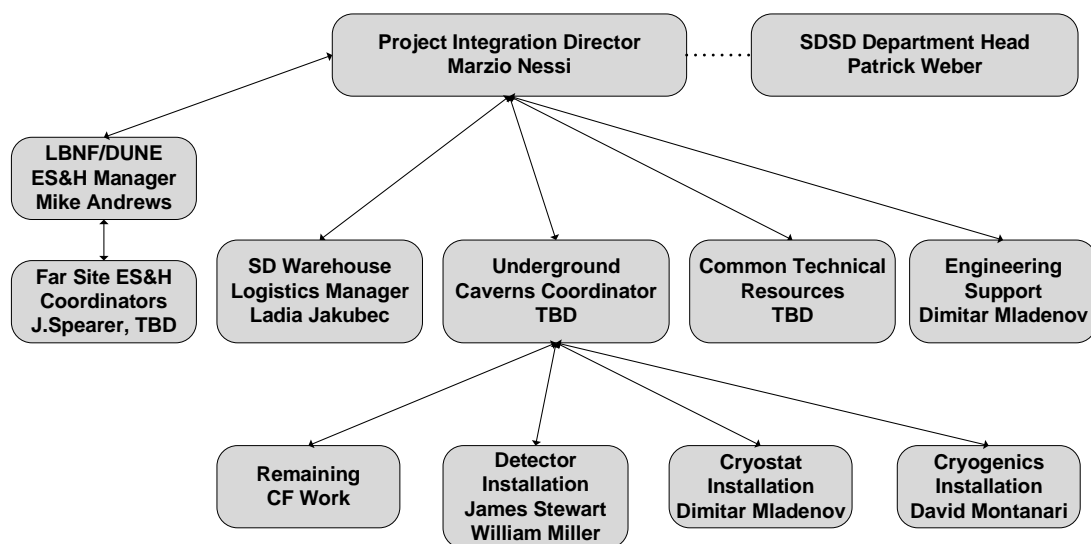 Project Integration Director
Marzio Nessi
SDSD Department Head
Patrick Weber
LBNF/DUNE
ES&H Manager
Mike Andrews
Far Site ES&H
Coordinators
J.Spearer, TBD
SD Warehouse
Logistics Manager
Ladia Jakubec
Underground
Caverns Coordinator
TBD
Common Technical
Resources
TBD
Engineering
Support
Dimitar Mladenov
Remaining
CF Work
Detector
Installation
James Stewart
William Miller
Cryostat
Installation
Dimitar Mladenov
Cryogenics
Installation
David Montanari